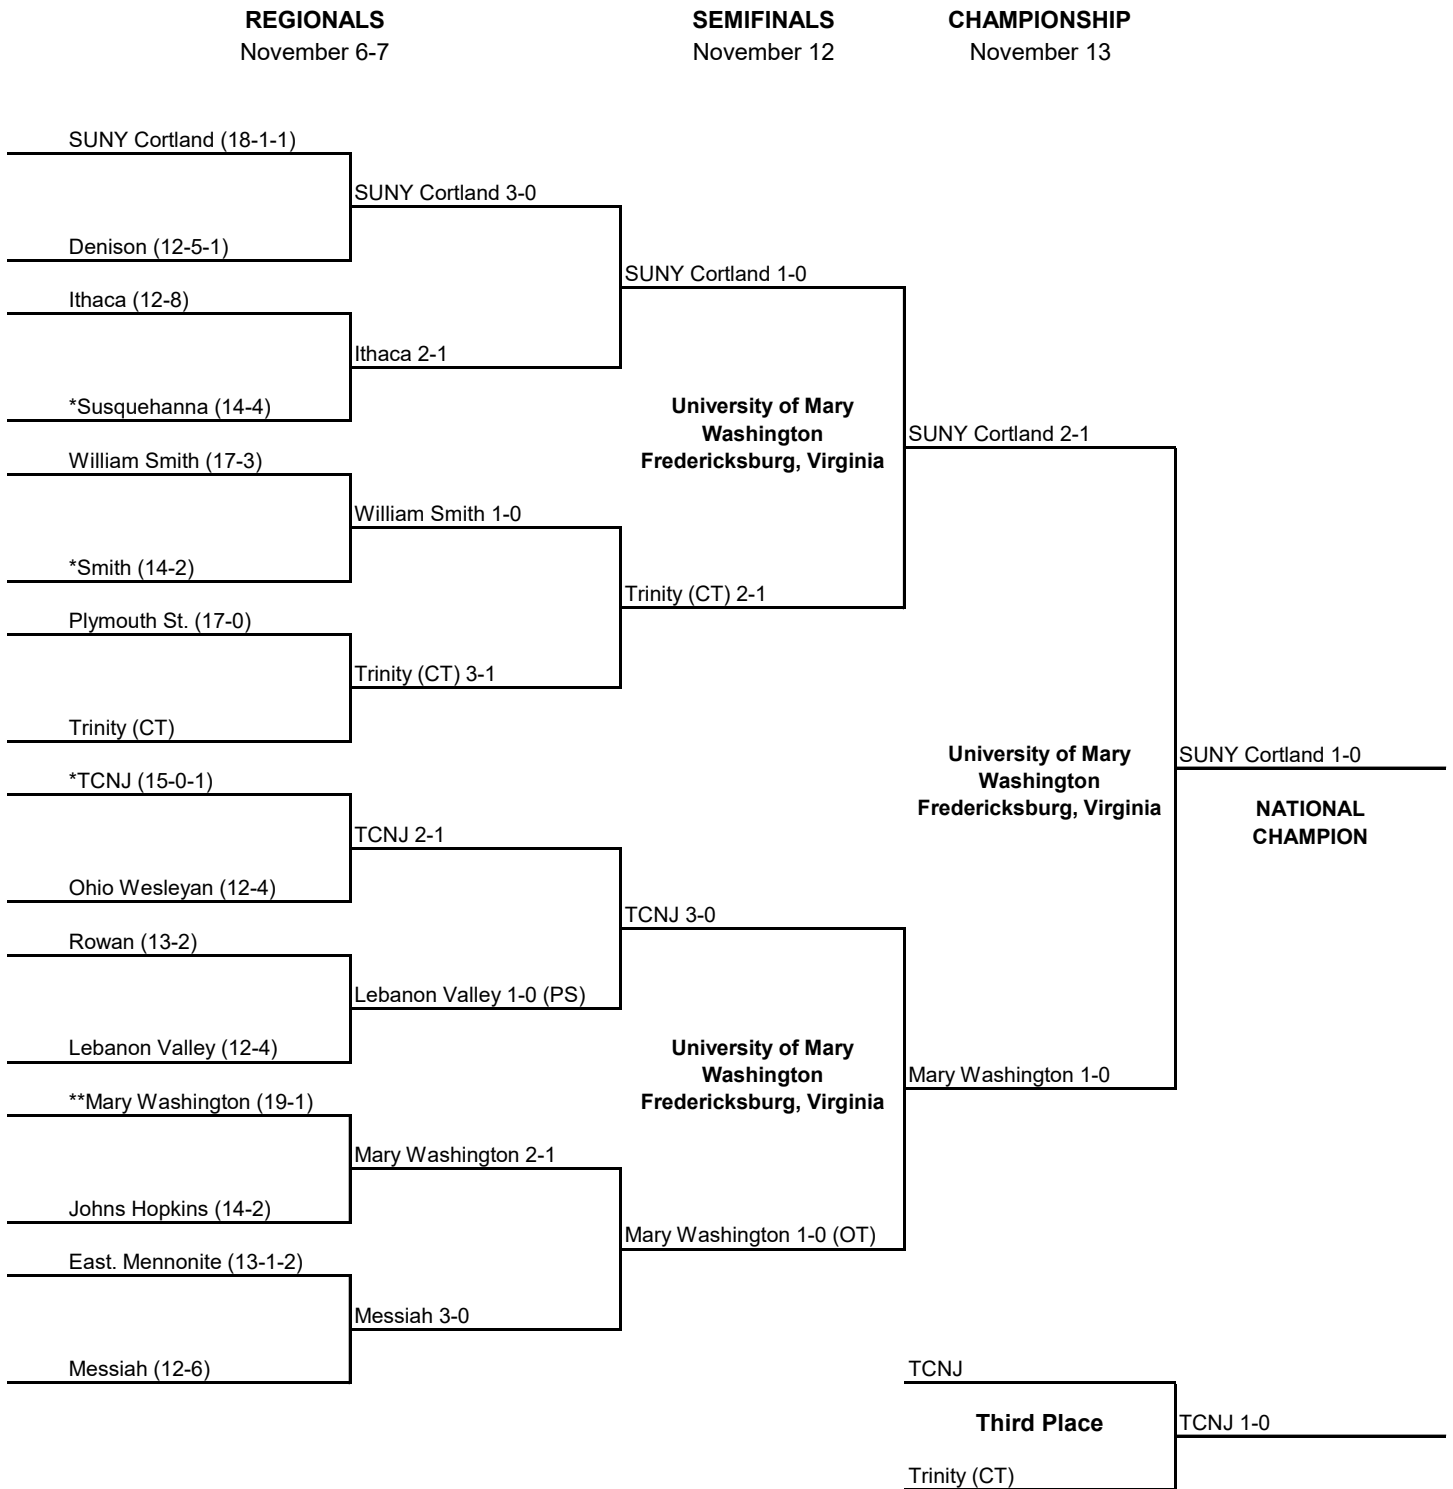 REGIONALS
November 6-7
SEMIFINALS
November 12
CHAMPIONSHIP
November 13
SUNY Cortland (18-1-1)
SUNY Cortland 3-0
Denison (12-5-1)
SUNY Cortland 1-0
Ithaca (12-8)
Ithaca 2-1
*Susquehanna (14-4)
University of Mary
Washington
Fredericksburg, Virginia
SUNY Cortland 2-1
William Smith (17-3)
William Smith 1-0
*Smith (14-2)
Trinity (CT) 2-1
Plymouth St. (17-0)
Trinity (CT) 3-1
Trinity (CT)
University of Mary
Washington
Fredericksburg, Virginia
SUNY Cortland 1-0
NATIONAL
CHAMPION
*TCNJ (15-0-1)
TCNJ 2-1
Ohio Wesleyan (12-4)
TCNJ 3-0
Rowan (13-2)
Lebanon Valley 1-0 (PS)
Lebanon Valley (12-4)
University of Mary
Washington
Fredericksburg, Virginia
Mary Washington 1-0
**Mary Washington (19-1)
Mary Washington 2-1
Johns Hopkins (14-2)
Mary Washington 1-0 (OT)
East. Mennonite (13-1-2)
Messiah 3-0
Messiah (12-6)
TCNJ
Third Place
TCNJ 1-0
Trinity (CT)